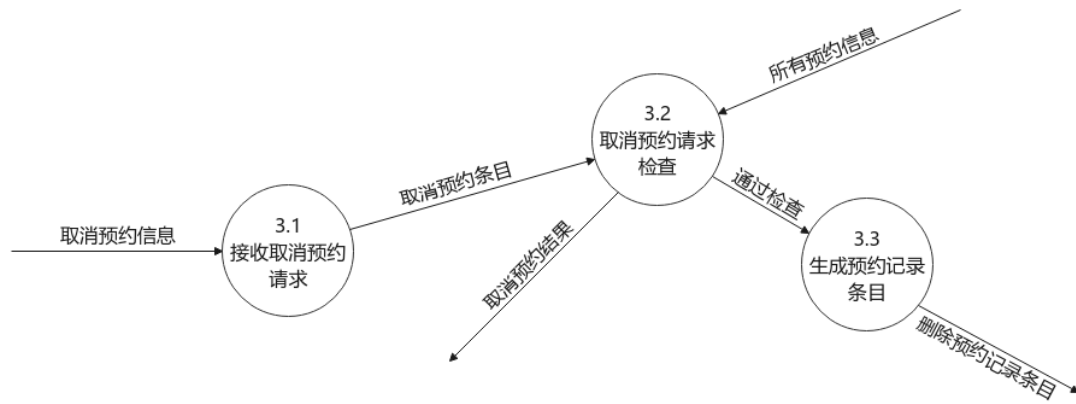 所有预约信息
3.2
取消预约请求
检查
取消预约条目
通过检查
3.1
接收取消预约
请求
取消预约信息
取消预约结果
3.3
生成预约记录
条目
删除预约记录条目